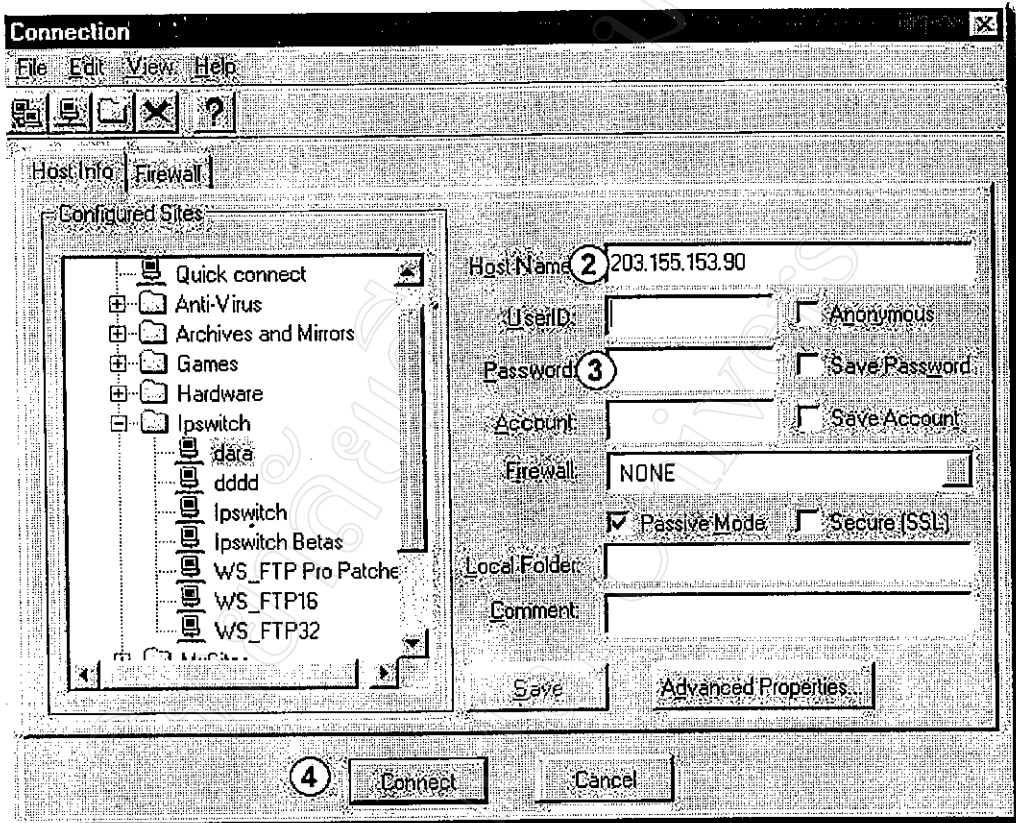 Connection
File Edit View Help
?
Host Info Firewall
Configured Sites
Quick connect
Anti-Virus
Archives and Mirrors
Games
Hardware
Ipswitch
dara
dddd
Ipswitch
Ipswitch Betas
WS_FTP Pro Patche
WS_FTP16
WS_FTP32
Host Name: 2 203.155.153.90
UserID: Anonymous
Password: 3 Save Password
Account: Save Account
Firewall: NONE
Passive Mode Secure (SSL)
Local Folder:
Comment:
Save Advanced Properties...
4 Connect Cancel